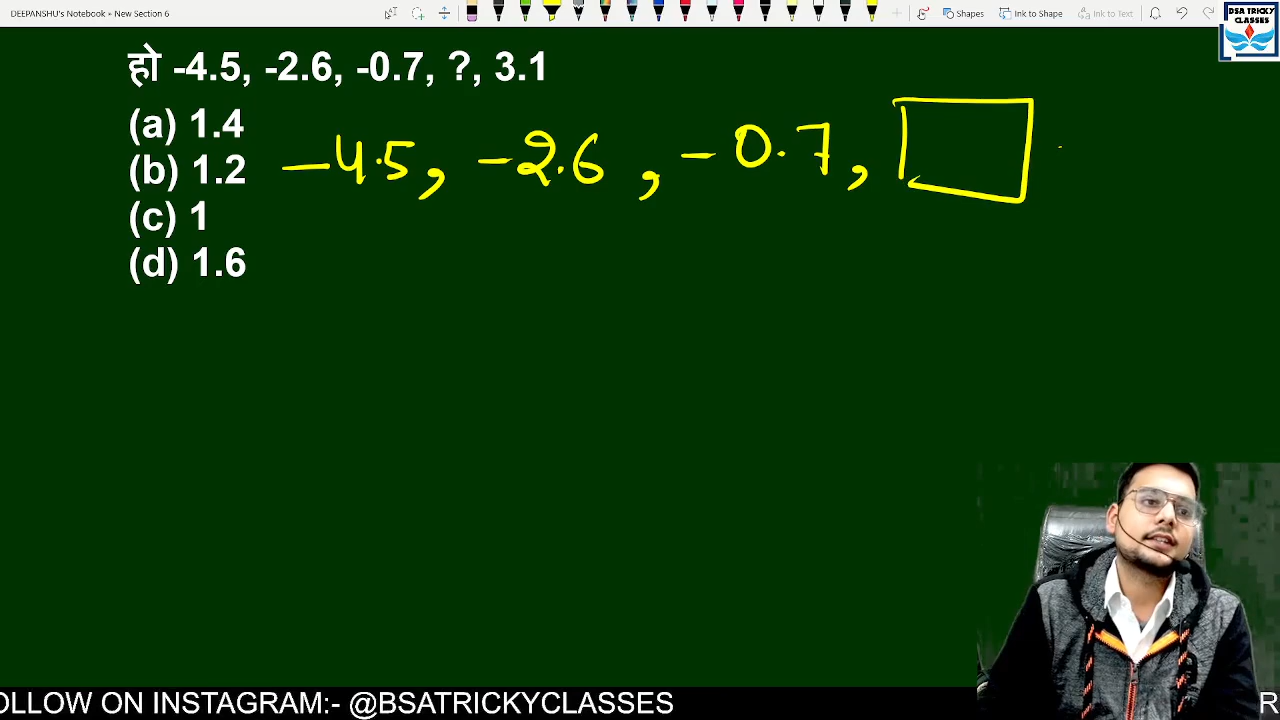 DEEPANSHU's Notebook ▸ New Section 6
Shapes Ink to Shape Ink to Text
BSA TRICKY
CLASSES
हो -4.5, -2.6, -0.7, ?, 3.1
(a) 1.4
(b) 1.2
(c) 1
(d) 1.6
-4.5, -2.6, -0.7,
OLLOW ON INSTAGRAM:- @BSATRICKYCLASSES
R